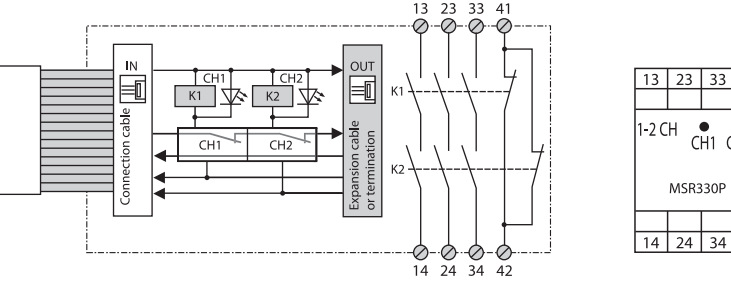 13 23 33 41
IN
CH1
CH2
OUT
K1
K2
CH1
CH2
Connection cable
Expansion cable
or termination
K1
K2
14 24 34 42
13 23 33
1-2 CH
CH1
MSR330P
14 24 34